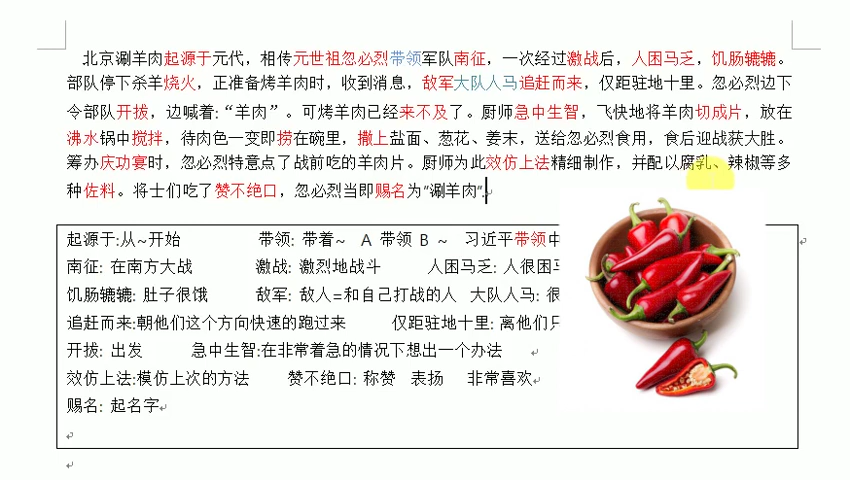 北京涮羊肉起源于元代，相传元世祖忽必烈带领军队南征，一次经过激战后，人困马乏，饥肠辘辘。
部队停下杀羊烧火，正准备烤羊肉时，收到消息，敌军大队人马追赶而来，仅距驻地十里。忽必烈边下
令部队开拔，边喊着:“羊肉”。可烤羊肉已经来不及了。厨师急中生智，飞快地将羊肉切成片，放在
沸水锅中搅拌，待肉色一变即捞在碗里，撒上盐面、葱花、姜末，送给忽必烈食用，食后迎战获大胜。
筹办庆功宴时，忽必烈特意点了战前吃的羊肉片。厨师为此效仿上法精细制作，并配以腐乳、辣椒等多
种佐料。将士们吃了赞不绝口，忽必烈当即赐名为“涮羊肉”.
起源于:从~开始 带领: 带着~ A 带领 B ~ 习近平带领中
南征: 在南方大战 激战: 激烈地战斗 人困马乏: 人很困
饥肠辘辘: 肚子很饿 敌军: 敌人=和自己打战的人 大队人马: 很
追赶而来:朝他们这个方向快速的跑过来 仅距驻地十里: 离他们只
开拔: 出发 急中生智:在非常着急的情况下想出一个办法
效仿上法:模仿上次的方法 赞不绝口: 称赞 表扬 非常喜欢
赐名: 起名字